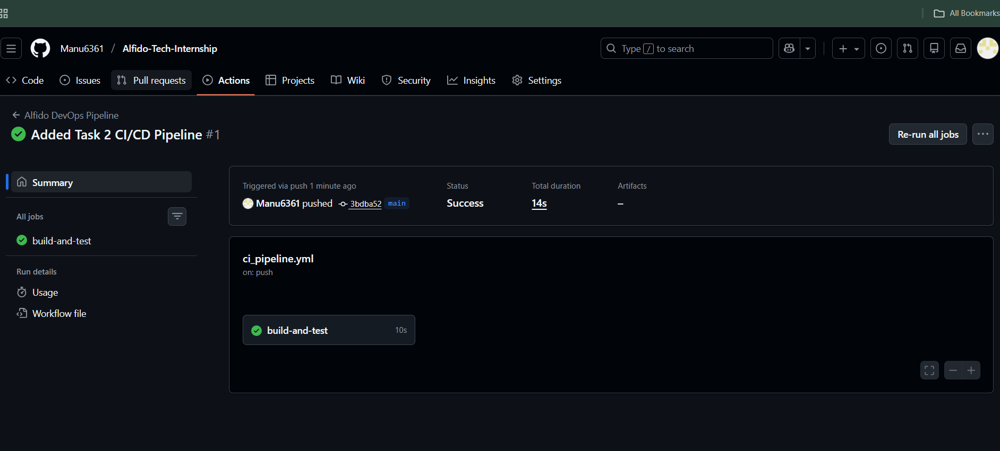 All Bookmarks
Manu6361 / Alfido-Tech-Internship
Type / to search
Code Issues Pull requests Actions Projects Wiki Security Insights Settings
← Alfido DevOps Pipeline
Added Task 2 CI/CD Pipeline #1
Re-run all jobs
Summary
All jobs
build-and-test
Run details
Usage
Workflow file
Triggered via push 1 minute ago
Manu6361 pushed 3bdba52 main
Status
Success
Total duration
14s
Artifacts
–
ci_pipeline.yml
on: push
build-and-test 10s